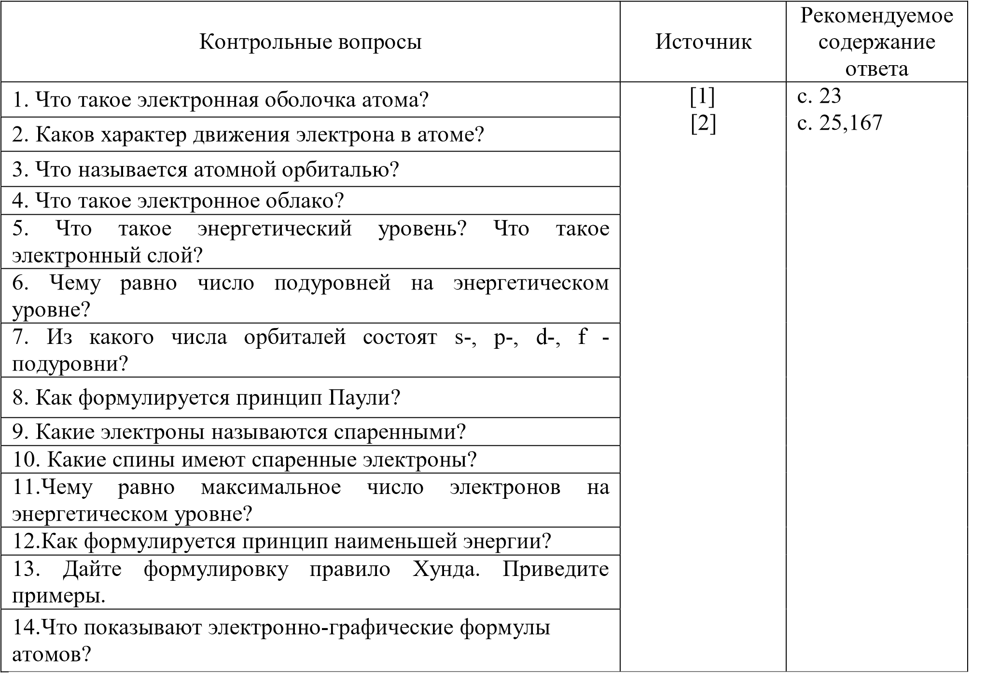 Контрольные вопросы
Источник
Рекомендуемое
содержание
ответа
1. Что такое электронная оболочка атома?
[1]
с. 23
2. Каков характер движения электрона в атоме?
[2]
с. 25,167
3. Что называется атомной орбиталью?
4. Что такое электронное облако?
5. Что такое энергетический уровень? Что такое
электронный слой?
6. Чему равно число подуровней на энергетическом
уровне?
7. Из какого числа орбиталей состоят s-, p-, d-, f -
подуровни?
8. Как формулируется принцип Паули?
9. Какие электроны называются спаренными?
10. Какие спины имеют спаренные электроны?
11.Чему равно максимальное число электронов на
энергетическом уровне?
12.Как формулируется принцип наименьшей энергии?
13. Дайте формулировку правило Хунда. Приведите
примеры.
14.Что показывают электронно-графические формулы
атомов?